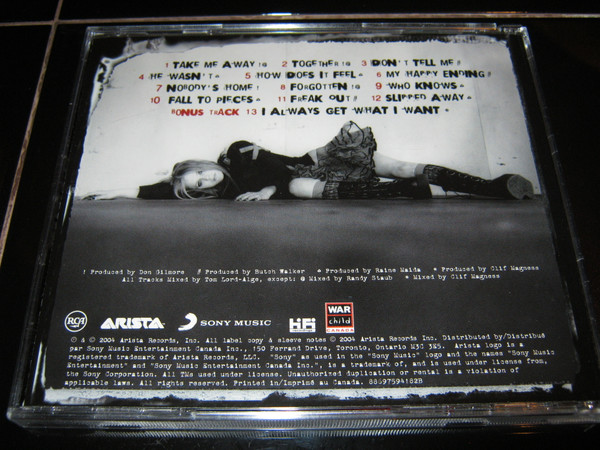 1 TAKE ME AWAY !@ 2 TOGETHER !@ 3 DON'T TELL ME #
4 HE WASN'T * 5 HOW DOES IT FEEL * 6 MY HAPPY ENDING #
7 NOBODY'S HOME ! 8 FORGOTTEN !@ 9 WHO KNOWS *
10 FALL TO PIECES * 11 FREAK OUT # 12 SLIPPED AWAY *
BONUS TRACK 13 I ALWAYS GET WHAT I WANT *
! Produced by Don Gilmore # Produced by Butch Walker * Produced by Raine Maida * Produced by Clif Magness
All Tracks Mixed by Tom Lord-Alge, except: @ Mixed by Randy Staub * Mixed by Clif Magness
RCA ARISTA. SONY MUSIC HFI WAR child CANADA
℗ & © 2004 Arista Records, Inc. All label copy & sleeve notes © 2004 Arista Records, Inc. Distributed by/Distribué
par Sony Music Entertainment Canada Inc., 150 Ferrand Drive, Toronto, Ontario M3C 3E5. Arista logo is a
registered trademark of Arista Records, LLC. "Sony" as used in the "Sony Music" logo and the names "Sony Music
Entertainment" and "Sony Music Entertainment Canada Inc.", is a trademark of, and is used under license from,
the Sony Corporation. All TMs used under license. Unauthorised duplication or rental is a violation of
applicable laws. All rights reserved. Printed in/Imprimé au Canada. 88697594182B